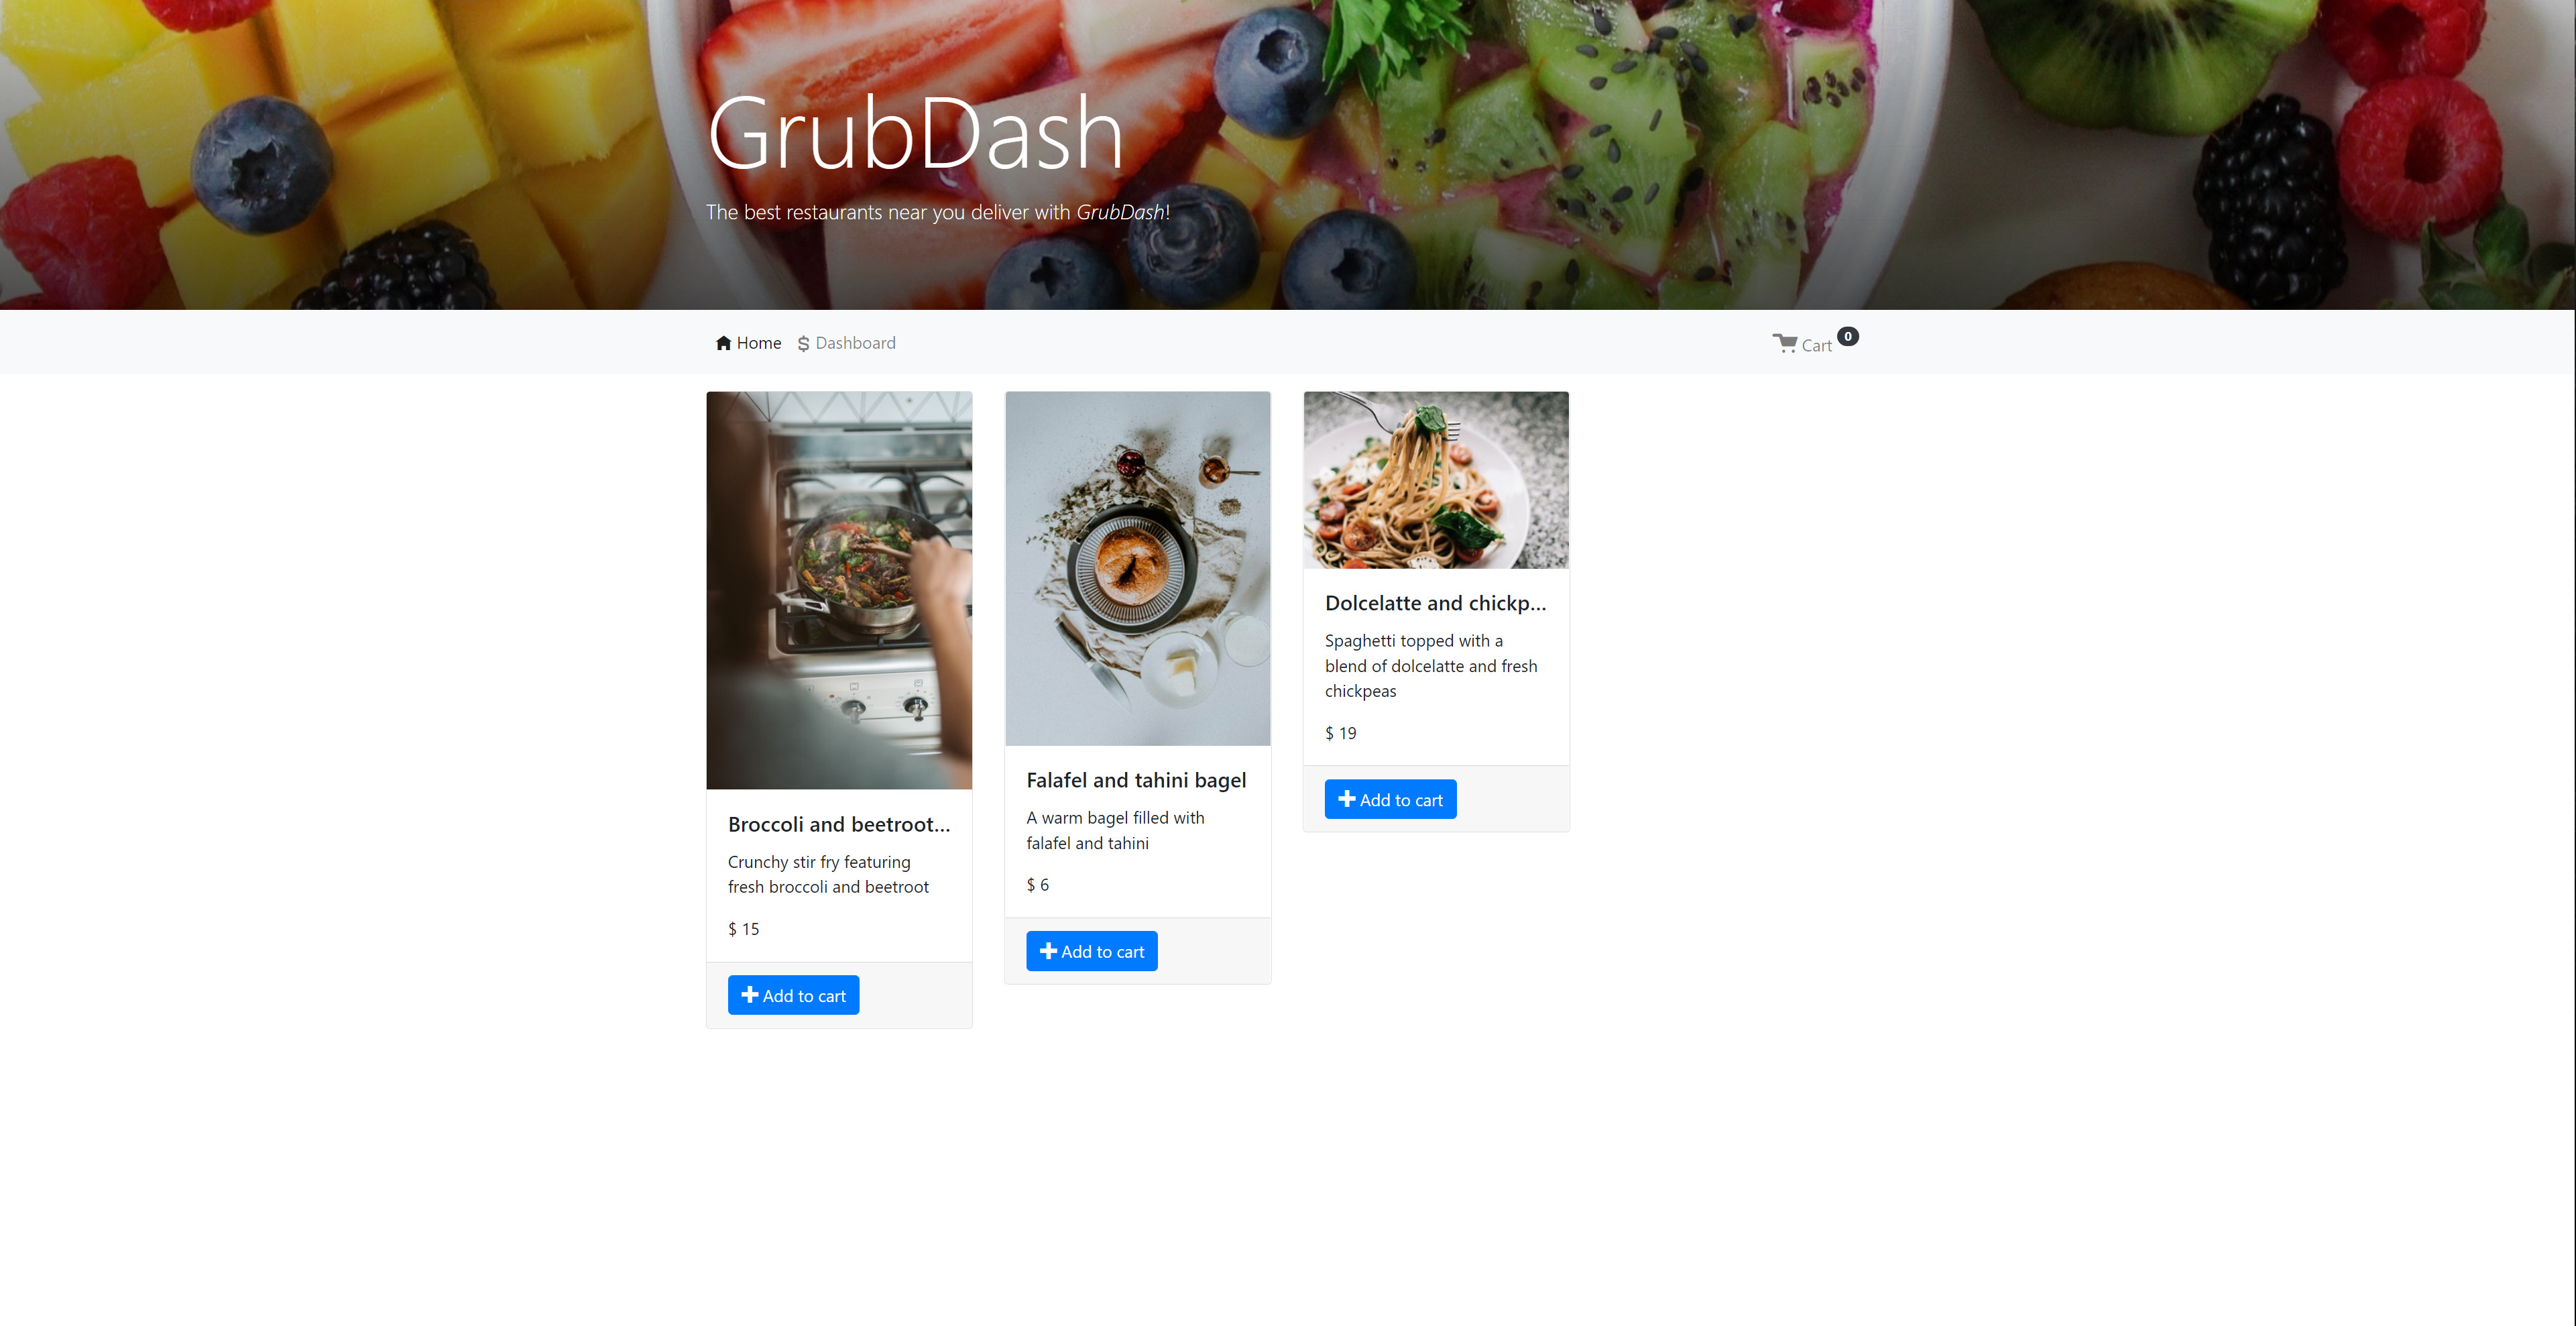 GrubDash
The best restaurants near you deliver with GrubDash!
Home
$ Dashboard
Cart 0
Broccoli and beetroot...
Crunchy stir fry featuring
fresh broccoli and beetroot
$ 15
Add to cart
Falafel and tahini bagel
A warm bagel filled with
falafel and tahini
$ 6
Add to cart
Dolcelatte and chickp...
Spaghetti topped with a
blend of dolcelatte and fresh
chickpeas
$ 19
Add to cart